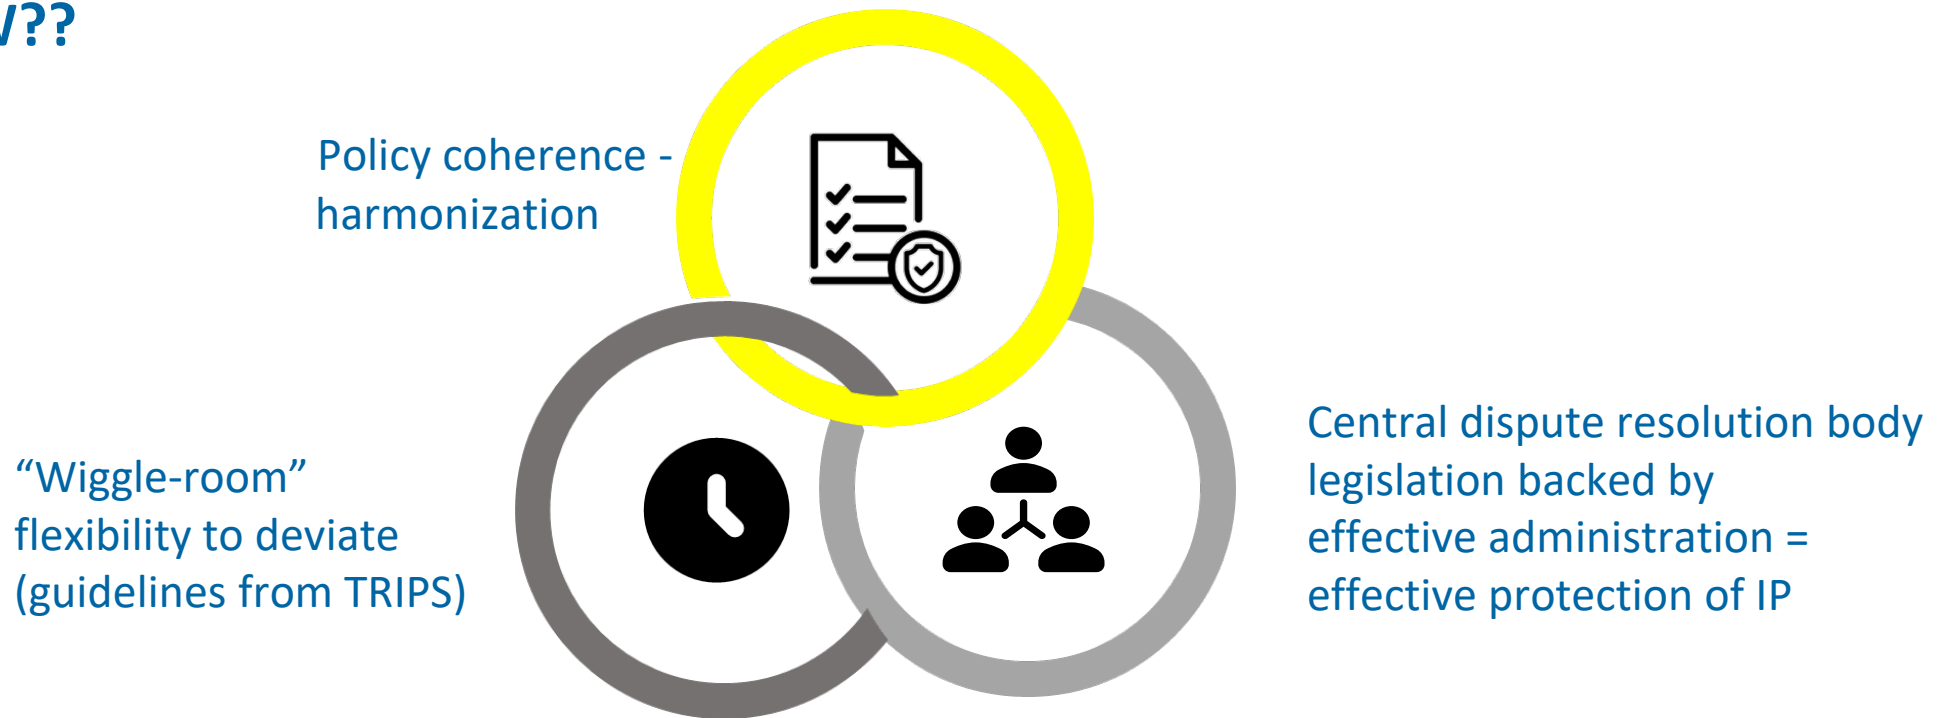 ??
Policy coherence -
harmonization
“Wiggle-room”
flexibility to deviate
(guidelines from TRIPS)
Central dispute resolution body
legislation backed by
effective administration =
effective protection of IP